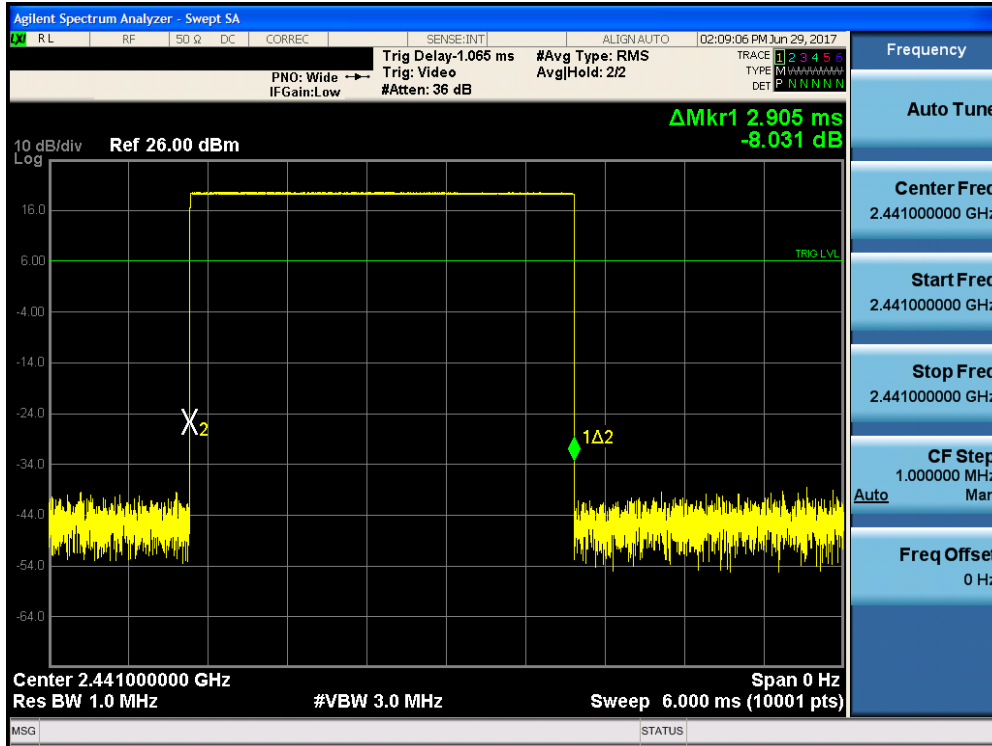 Agilent Spectrum Analyzer - Swept SA
LXI RL RF 50 Ω DC CORREC SENSE:INT ALIGN AUTO 02:09:06 PM Jun 29, 2017
Trig Delay-1.065 ms #Avg Type: RMS TRACE 1 2 3 4 5 6
PNO: Wide Trig: Video Avg|Hold: 2/2 TYPE M WWWWW
IFGain:Low #Atten: 36 dB DET P N N N N N
ΔMkr1 2.905 ms
-8.031 dB
10 dB/div Ref 26.00 dBm
Log
16.0
6.00
TRIG LVL
-4.00
-14.0
-24.0
2
1Δ2
-34.0
-44.0
-54.0
-64.0
Center 2.441000000 GHz Span 0 Hz
Res BW 1.0 MHz #VBW 3.0 MHz Sweep 6.000 ms (10001 pts)
MSG STATUS
Frequency
Auto Tune
Center Freq
2.441000000 GHz
Start Freq
2.441000000 GHz
Stop Freq
2.441000000 GHz
CF Step
1.000000 MHz
Auto Man
Freq Offset
0 Hz